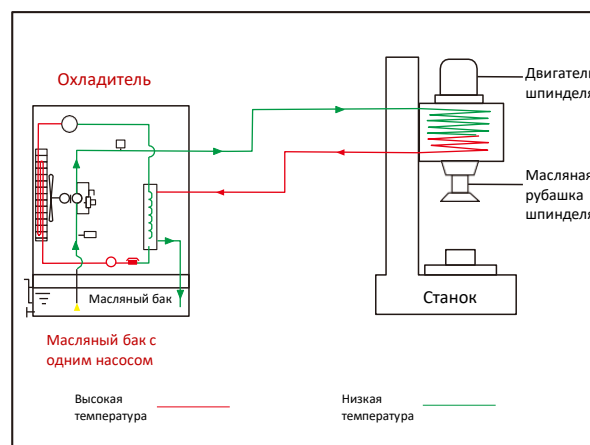 Охладитель
Двигатель
шпинделя
Масляная
рубашка
шпинделя
Масляный бак
Станок
Масляный бак с
одним насосом
Высокая
температура
Низкая
температура